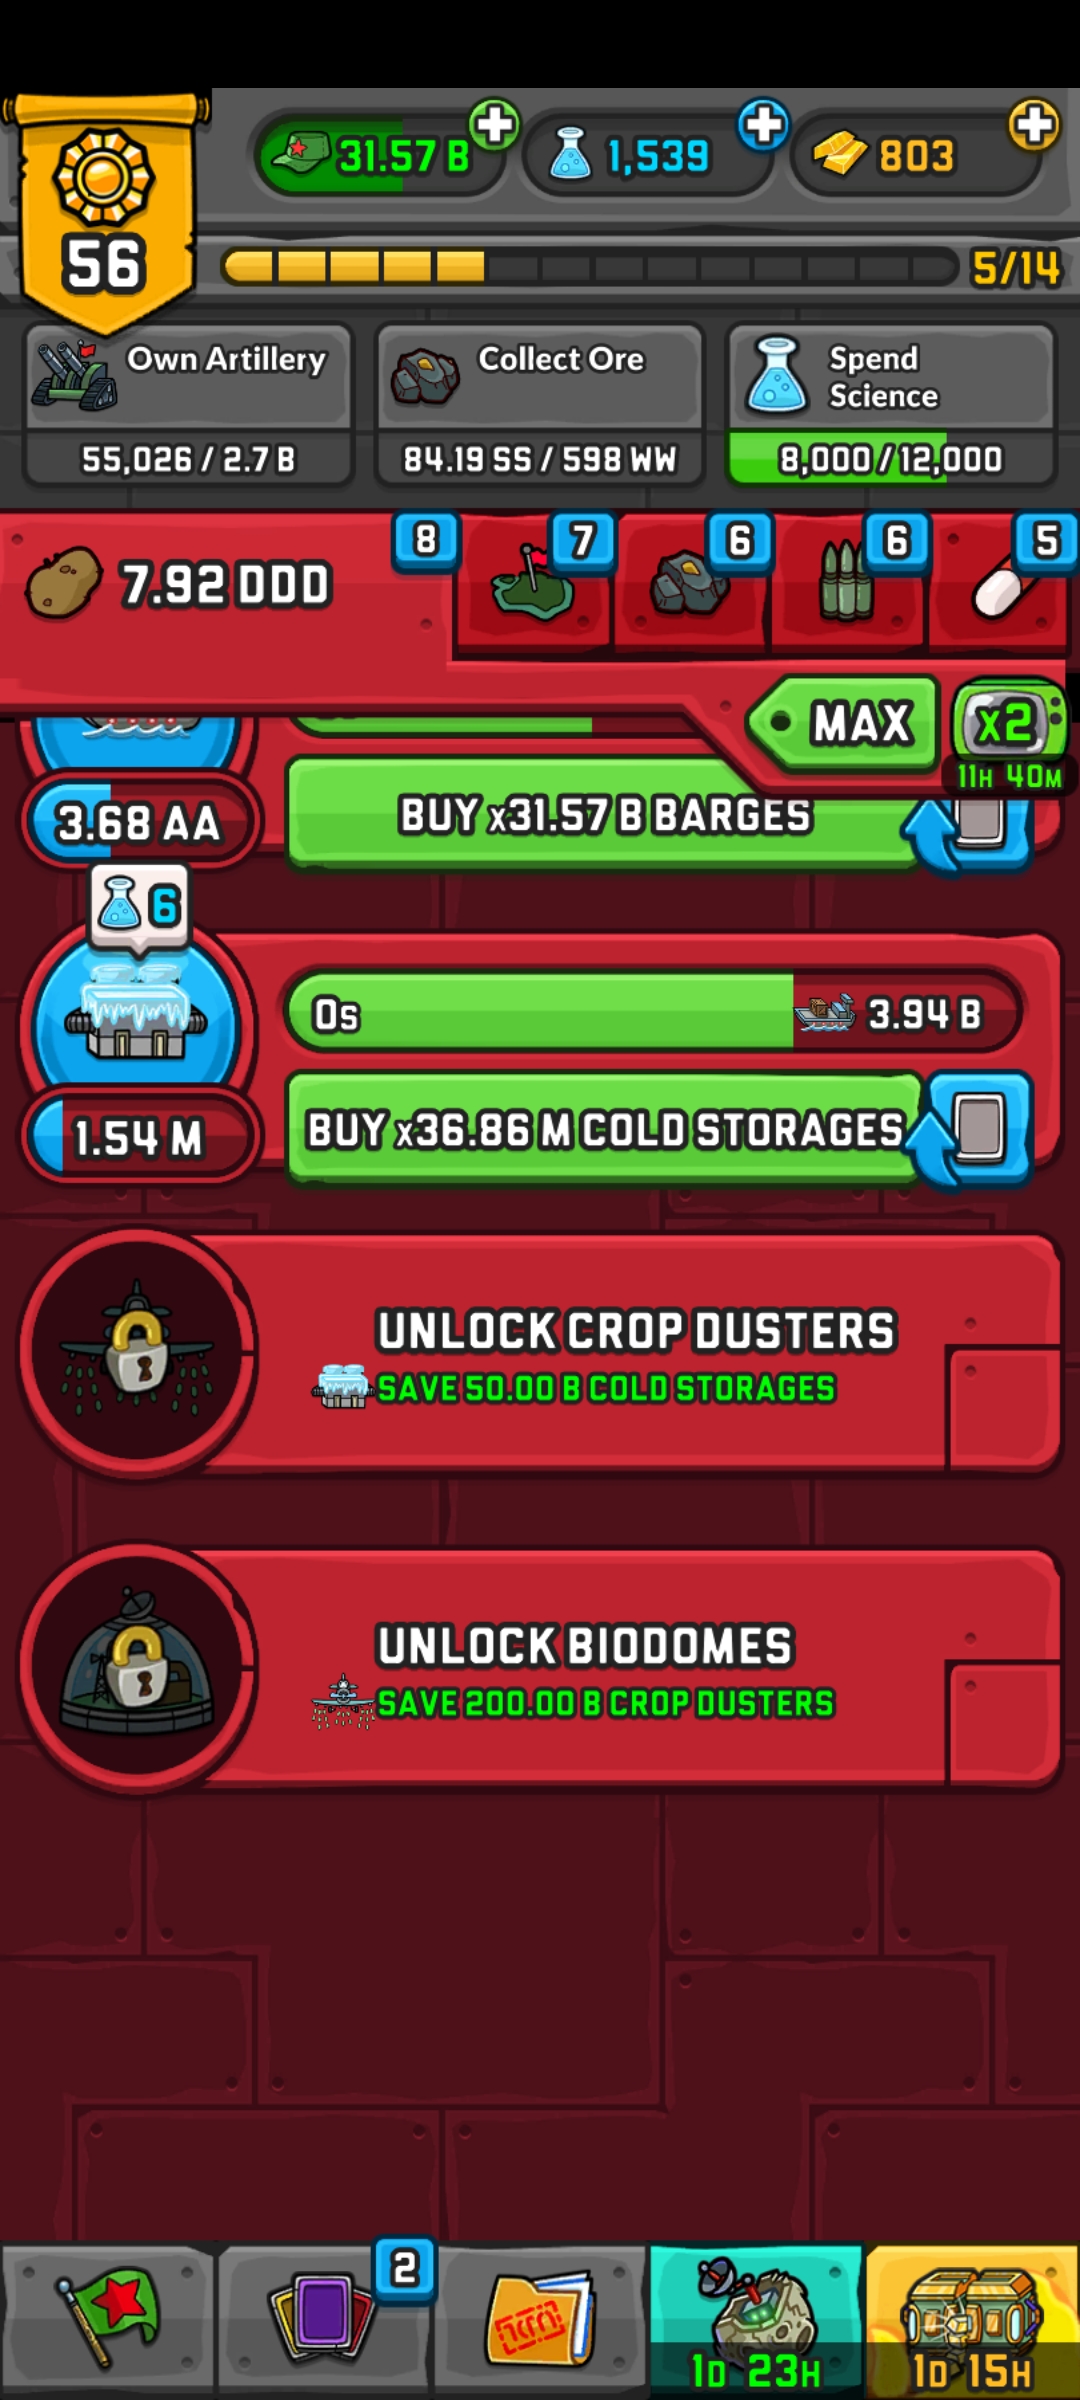 31.57 B
1,539
803
56
5/14
Own Artillery
55,026 / 2.7 B
Collect Ore
84.19 SS / 598 WW
Spend
Science
8,000 / 12,000
7.92 DDD
8
7
6
6
5
MAX
x2
11H 40M
3.68 AA
BUY x31.57 B BARGES
6
0s
3.94 B
1.54 M
BUY x36.86 M COLD STORAGES
UNLOCK CROP DUSTERS
SAVE 50.00 B COLD STORAGES
UNLOCK BIODOMES
SAVE 200.00 B CROP DUSTERS
2
1D 23H
1D 15H